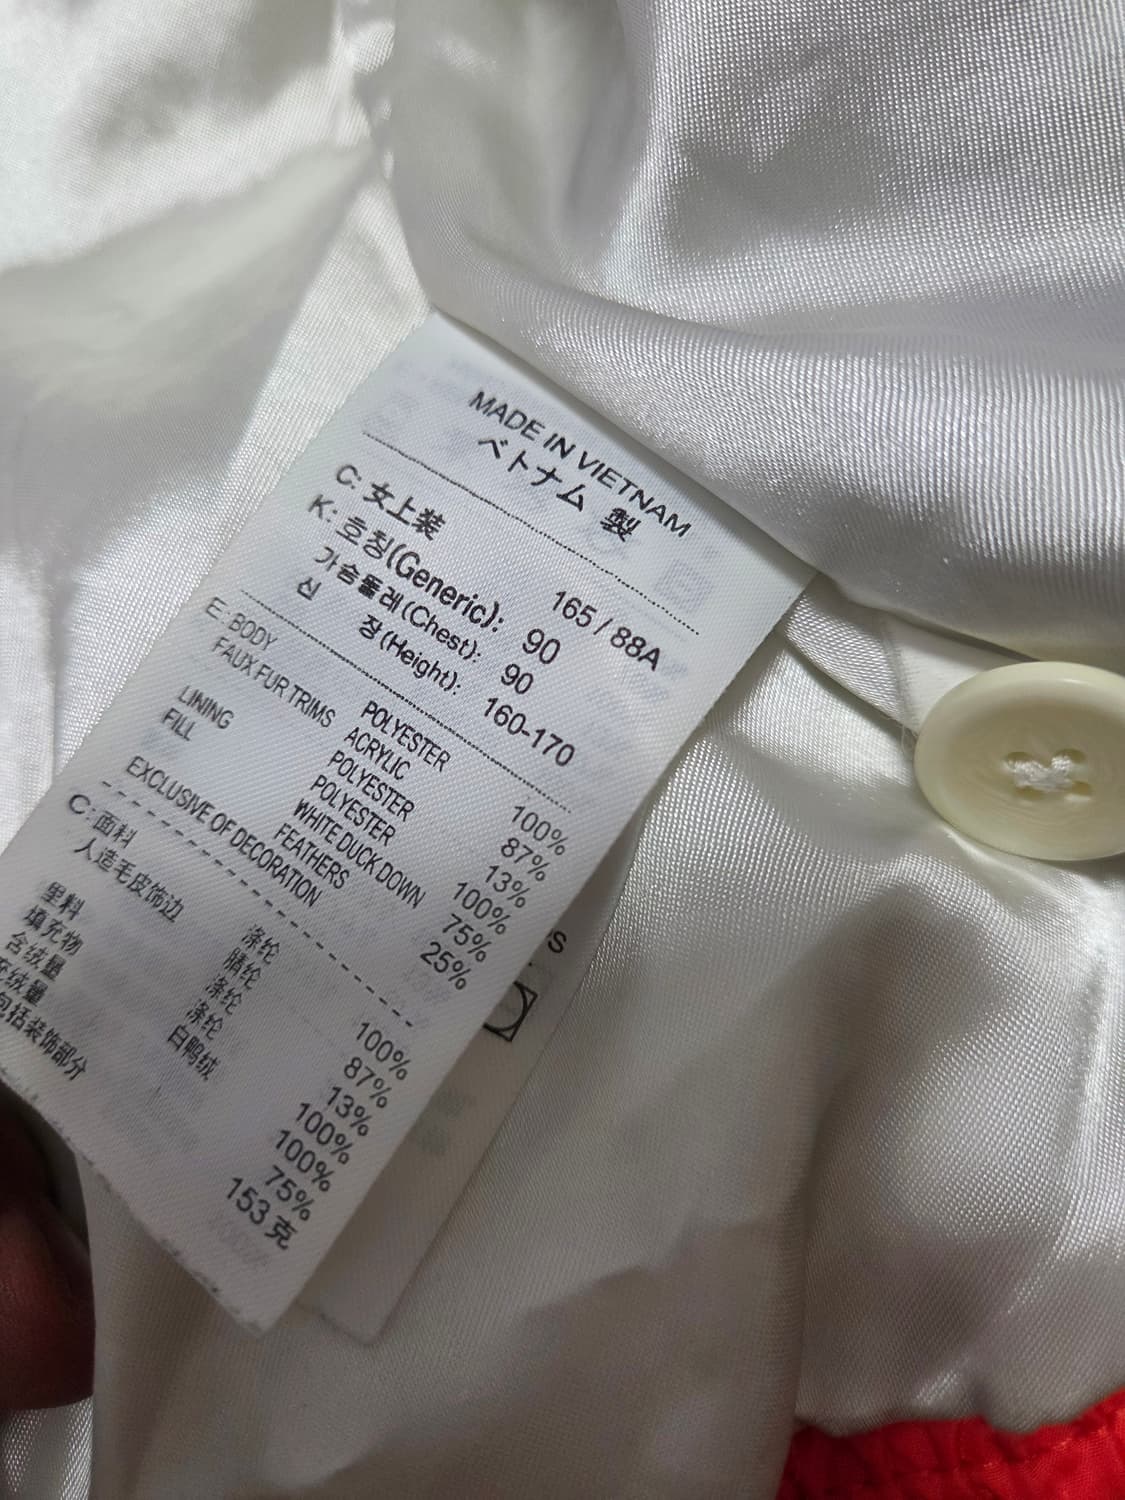 MADE IN VIETNAM
ベトナム 製
C: 女上装 165 / 88A
K: 호칭(Generic): 90
가슴둘레(Chest): 90
신 장(Height): 160-170
E: BODY POLYESTER 100%
FAUX FUR TRIMS ACRYLIC 87%
POLYESTER 13%
LINING POLYESTER 100%
FILL WHITE DUCK DOWN 75%
FEATHERS 25%
EXCLUSIVE OF DECORATION
C: 面料 涤纶 100%
人造毛皮饰边 腈纶 87%
涤纶 13%
里料 涤纶 100%
填充物 白鸭绒 100%
含绒量 75%
充绒量 153 克
包括装饰部分
S